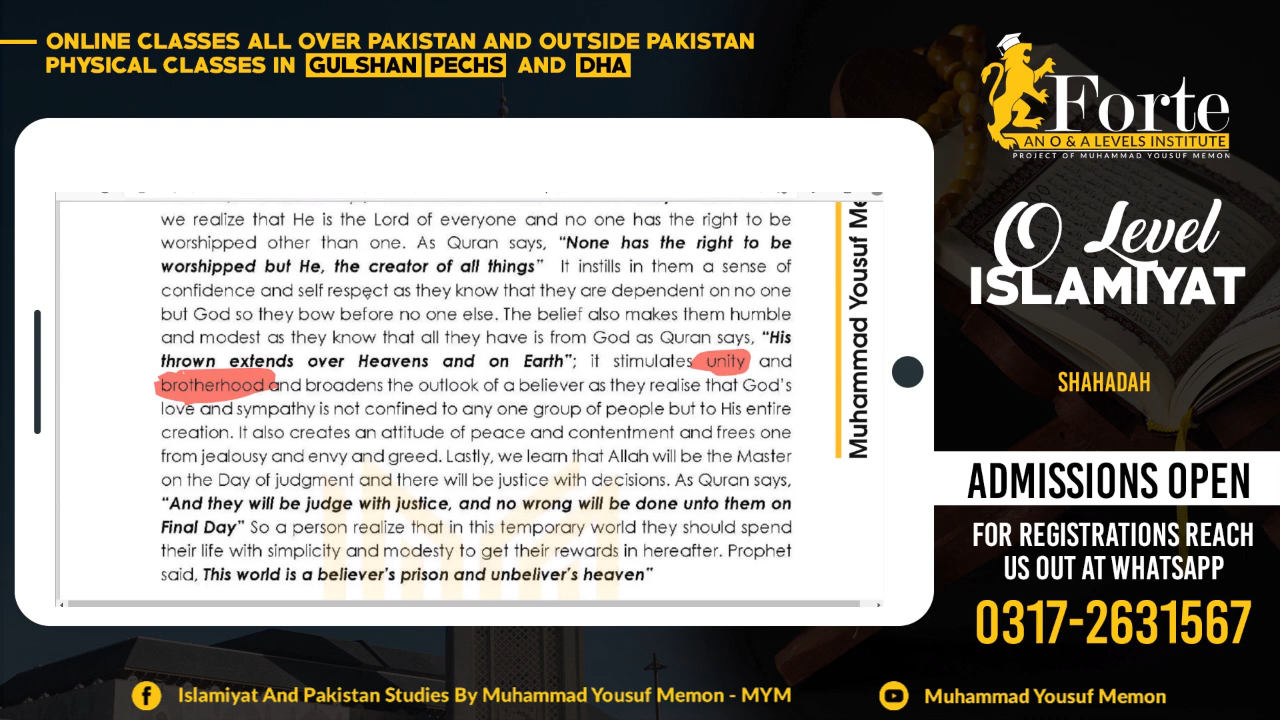 ONLINE CLASSES ALL OVER PAKISTAN AND OUTSIDE PAKISTAN
PHYSICAL CLASSES IN GULSHAN PECHS AND DHA
Forte
AN O & A LEVELS INSTITUTE
PROJECT OF MUHAMMAD YOUSUF MEMON
we realize that He is the Lord of everyone and no one has the right to be
worshipped other than one. As Quran says, "None has the right to be
worshipped but He, the creator of all things" It instills in them a sense of
confidence and self respect as they know that they are dependent on no one
but God so they bow before no one else. The belief also makes them humble
and modest as they know that all they have is from God as Quran says, "His
thrown extends over Heavens and on Earth"; it stimulates unity and
brotherhood and broadens the outlook of a believer as they realise that God's
love and sympathy is not confined to any one group of people but to His entire
creation. It also creates an attitude of peace and contentment and frees one
from jealousy and envy and greed. Lastly, we learn that Allah will be the Master
on the Day of judgment and there will be justice with decisions. As Quran says,
"And they will be judge with justice, and no wrong will be done unto them on
Final Day" So a person realize that in this temporary world they should spend
their life with simplicity and modesty to get their rewards in hereafter. Prophet
said, This world is a believer's prison and unbeliver's heaven"
Muhammad Yousuf Me
O Level
ISLAMIYAT
SHAHADAH
ADMISSIONS OPEN
FOR REGISTRATIONS REACH
US OUT AT WHATSAPP
0317-2631567
Islamiyat And Pakistan Studies By Muhammad Yousuf Memon - MYM
Muhammad Yousuf Memon